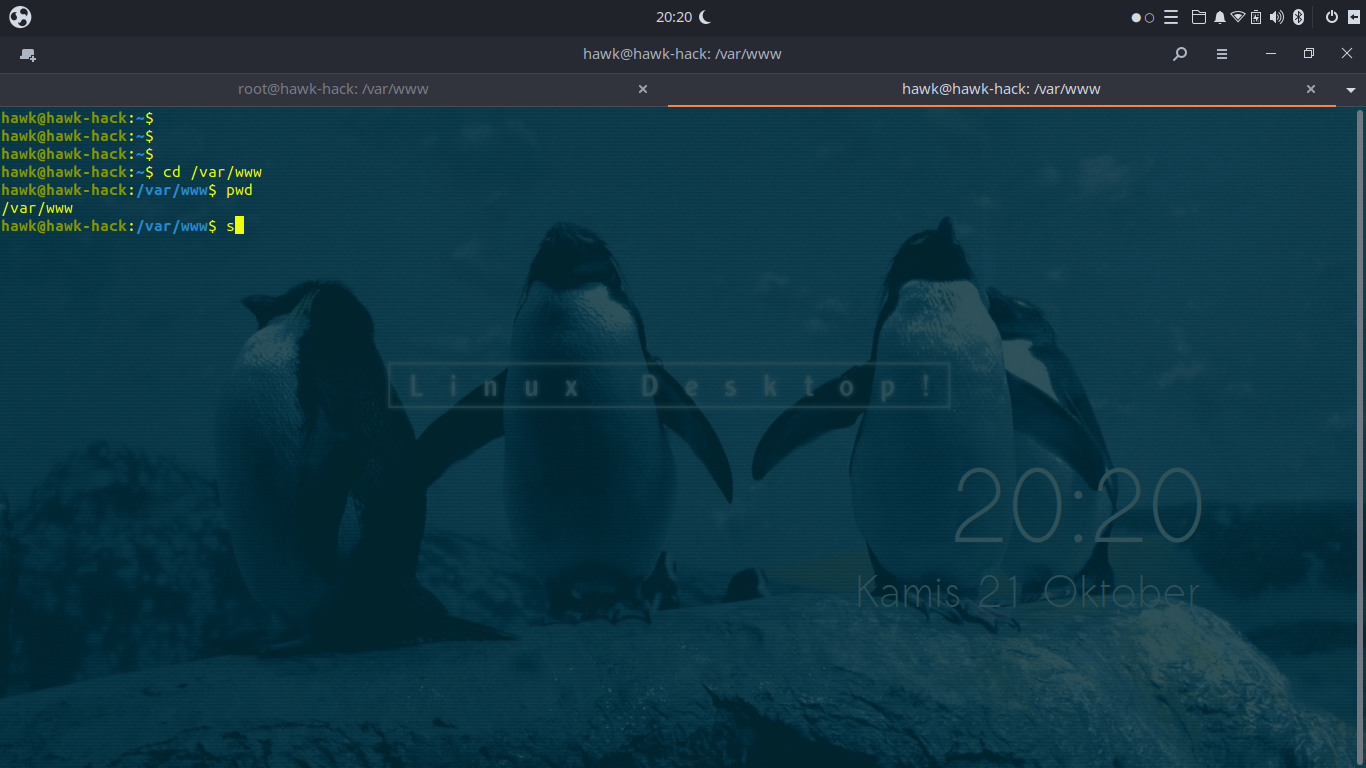 20:20
hawk@hawk-hack: /var/www
root@hawk-hack: /var/www
hawk@hawk-hack: /var/www
hawk@hawk-hack:~$
hawk@hawk-hack:~$
hawk@hawk-hack:~$
hawk@hawk-hack:~$ cd /var/www
hawk@hawk-hack:/var/www$ pwd
/var/www
hawk@hawk-hack:/var/www$ s
Linux Desktop!
20:20
Kamis 21 Oktober